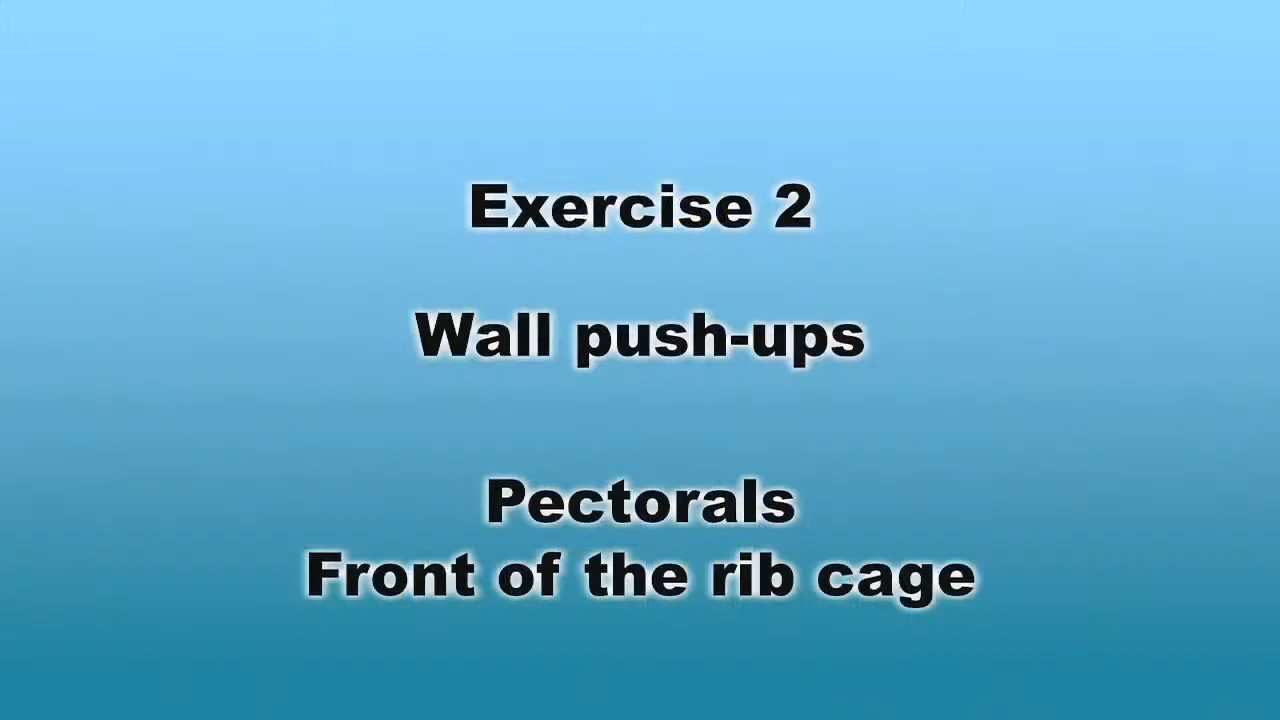 Exercise 2
Wall push-ups
Pectorals
Front of the rib cage